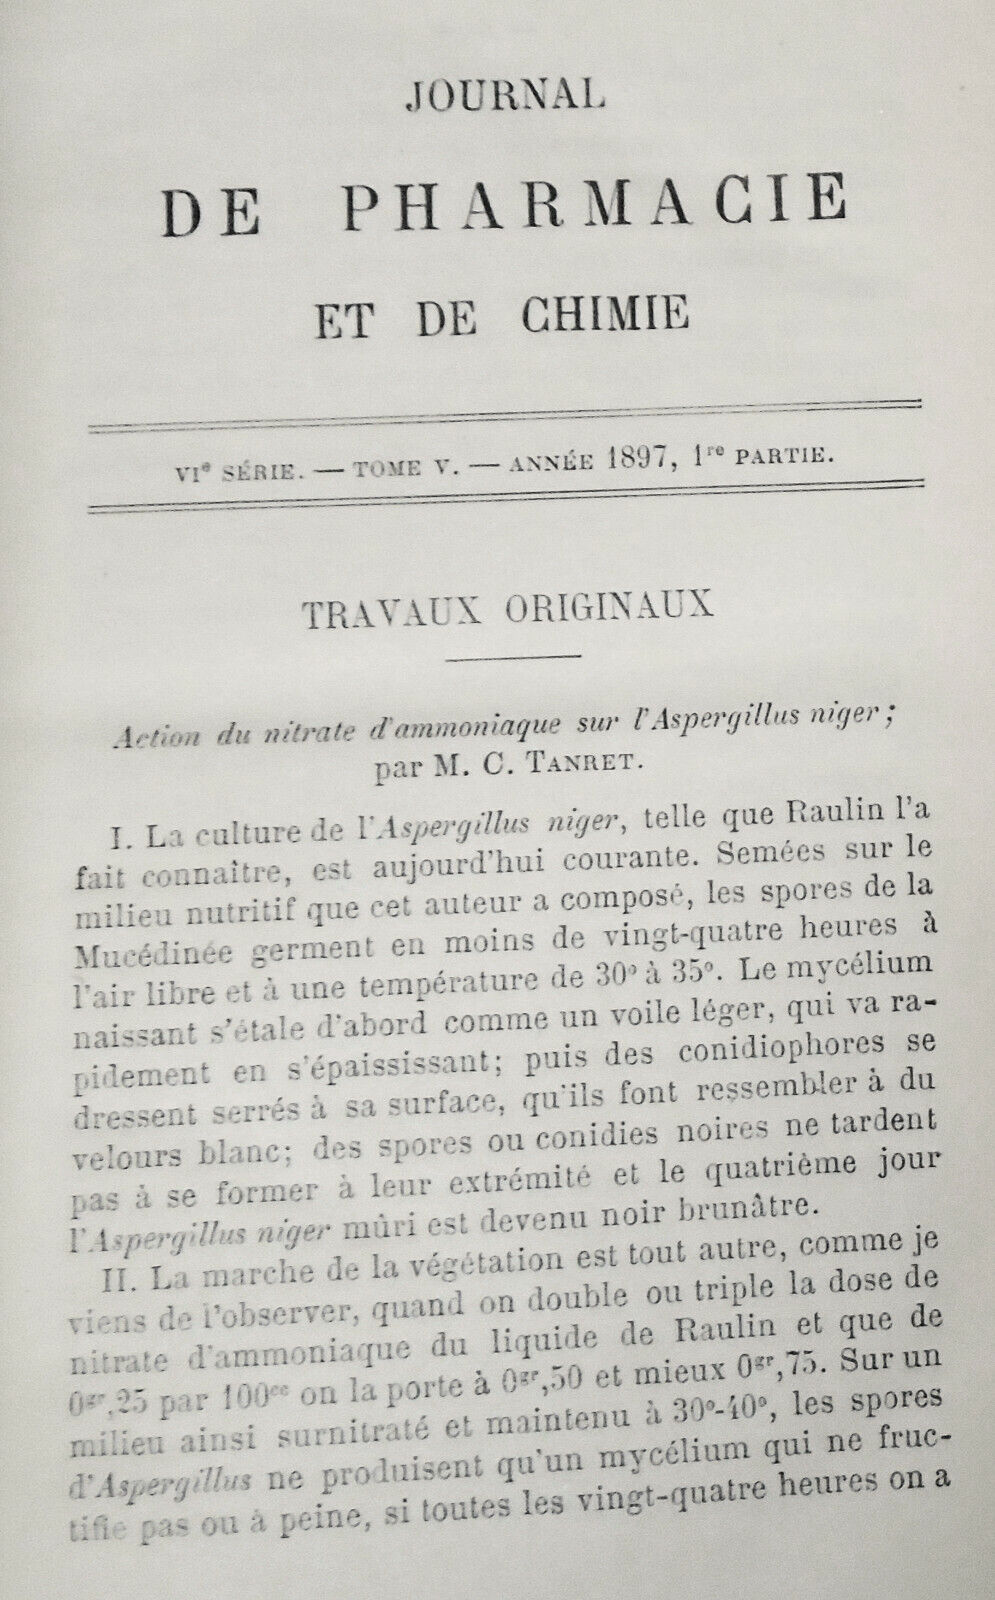 JOURNAL
DE PHARMACIE
ET DE CHIMIE
VIe SÉRIE. — TOME V. — ANNÉE 1897, 1re PARTIE.
TRAVAUX ORIGINAUX
Action du nitrate d'ammoniaque sur l'Aspergillus niger;
par M. C. TANRET.
I. La culture de l'Aspergillus niger, telle que Raulin l'a
fait connaître, est aujourd'hui courante. Semées sur le
milieu nutritif que cet auteur a composé, les spores de la
Mucédinée germent en moins de vingt-quatre heures à
l'air libre et à une température de 30° à 35°. Le mycélium
naissant s'étale d'abord comme un voile léger, qui va ra-
pidement en s'épaississant; puis des conidiophores se
dressent serrés à sa surface, qu'ils font ressembler à du
velours blanc; des spores ou conidies noires ne tardent
pas à se former à leur extrémité et le quatrième jour
l'Aspergillus niger mûri est devenu noir brunâtre.
II. La marche de la végétation est tout autre, comme je
viens de l'observer, quand on double ou triple la dose de
nitrate d'ammoniaque du liquide de Raulin et que de
0gr,25 par 100cc on la porte à 0gr,50 et mieux 0gr,75. Sur un
milieu ainsi surnitraté et maintenu à 30°-40°, les spores
d'Aspergillus ne produisent qu'un mycélium qui ne fruc-
tifie pas ou à peine, si toutes les vingt-quatre heures on a